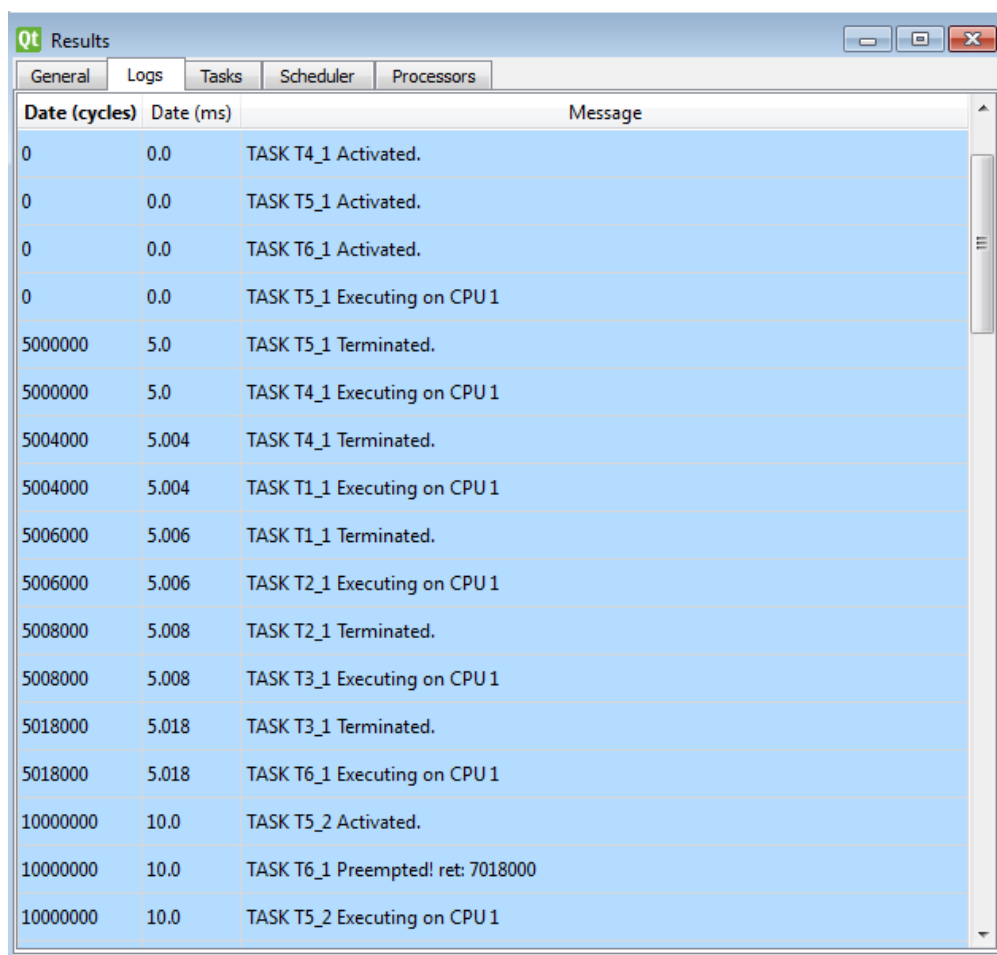 Qt Results
General Logs Tasks Scheduler Processors
Date (cycles) Date (ms) Message
0 0.0 TASK T4_1 Activated.
0 0.0 TASK T5_1 Activated.
0 0.0 TASK T6_1 Activated.
0 0.0 TASK T5_1 Executing on CPU 1
5000000 5.0 TASK T5_1 Terminated.
5000000 5.0 TASK T4_1 Executing on CPU 1
5004000 5.004 TASK T4_1 Terminated.
5004000 5.004 TASK T1_1 Executing on CPU 1
5006000 5.006 TASK T1_1 Terminated.
5006000 5.006 TASK T2_1 Executing on CPU 1
5008000 5.008 TASK T2_1 Terminated.
5008000 5.008 TASK T3_1 Executing on CPU 1
5018000 5.018 TASK T3_1 Terminated.
5018000 5.018 TASK T6_1 Executing on CPU 1
10000000 10.0 TASK T5_2 Activated.
10000000 10.0 TASK T6_1 Preempted! ret: 7018000
10000000 10.0 TASK T5_2 Executing on CPU 1